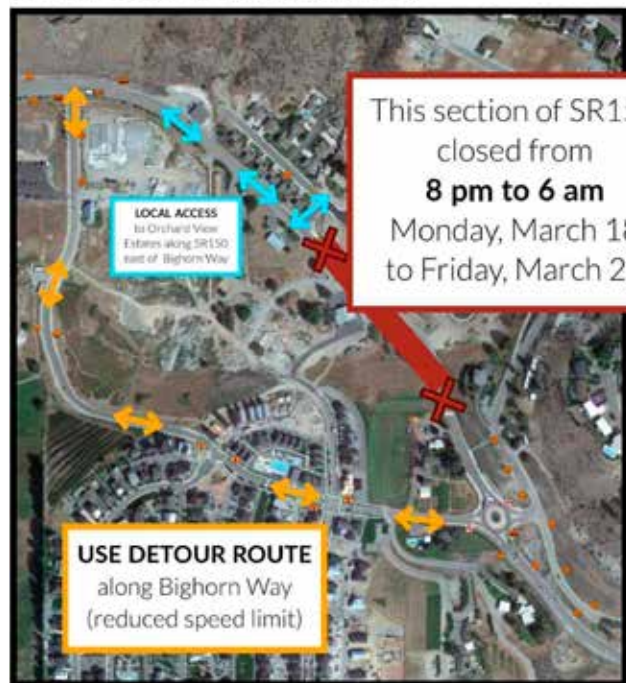 This section of SR15
closed from
8 pm to 6 am
Monday, March 18
to Friday, March 2
LOCAL ACCESS
to Orchard View
Estates along SR150
east of Bighorn Way
USE DETOUR ROUTE
along Bighorn Way
(reduced speed limit)